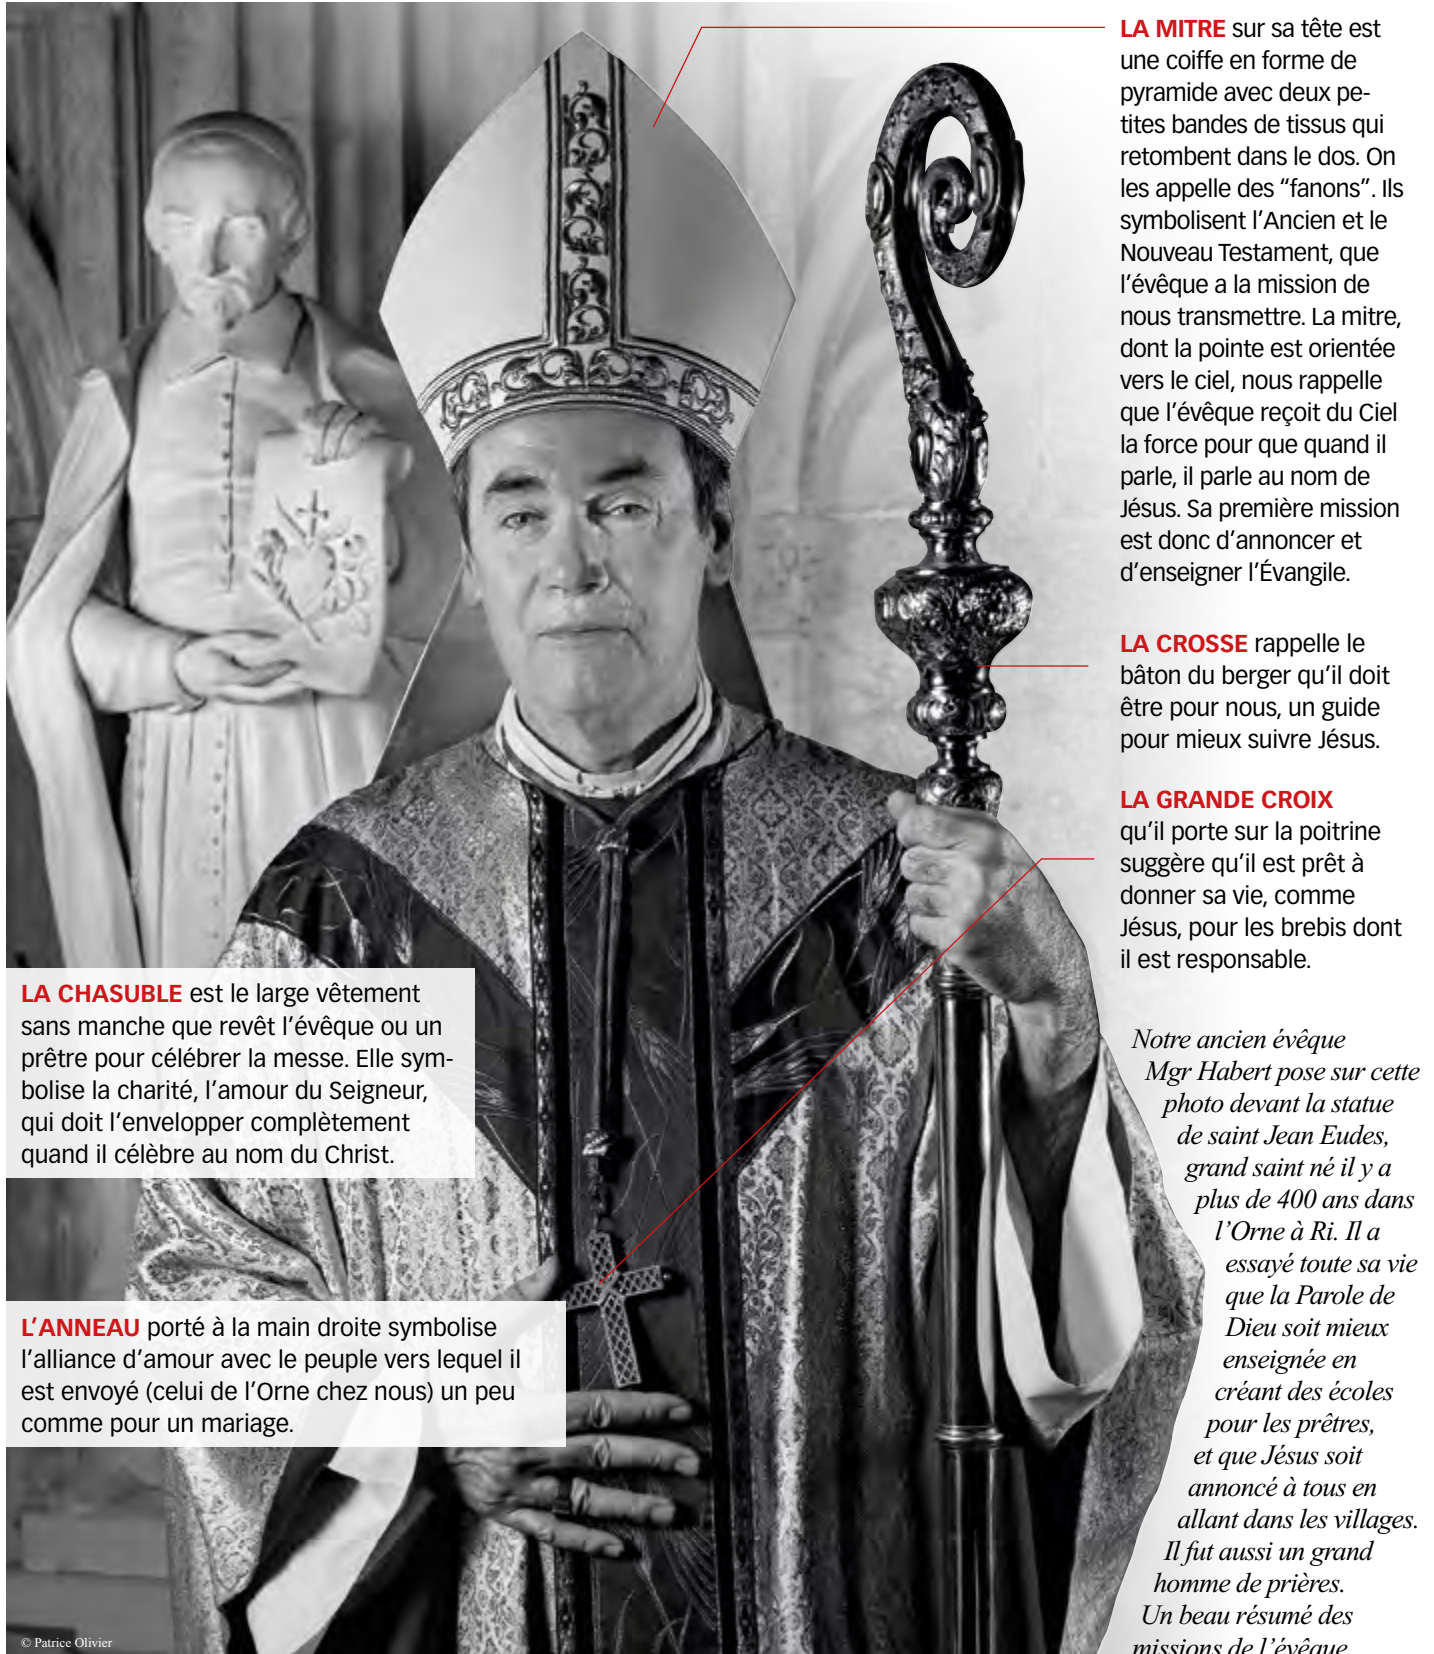 LA MITRE sur sa tête est
une coiffe en forme de
pyramide avec deux pe-
tites bandes de tissus qui
retombent dans le dos. On
les appelle des “fanons”. Ils
symbolisent l’Ancien et le
Nouveau Testament, que
l’évêque a la mission de
nous transmettre. La mitre,
dont la pointe est orientée
vers le ciel, nous rappelle
que l’évêque reçoit du Ciel
la force pour que quand il
parle, il parle au nom de
Jésus. Sa première mission
est donc d’annoncer et
d’enseigner l’Évangile.
LA CROSSE rappelle le
bâton du berger qu’il doit
être pour nous, un guide
pour mieux suivre Jésus.
LA GRANDE CROIX
qu’il porte sur la poitrine
suggère qu’il est prêt à
donner sa vie, comme
Jésus, pour les brebis dont
il est responsable.
LA CHASUBLE est le large vêtement
sans manche que revêt l’évêque ou un
prêtre pour célébrer la messe. Elle sym-
bolise la charité, l’amour du Seigneur,
qui doit l’envelopper complètement
quand il célèbre au nom du Christ.
L’ANNEAU porté à la main droite symbolise
l’alliance d’amour avec le peuple vers lequel il
est envoyé (celui de l’Orne chez nous) un peu
comme pour un mariage.
Notre ancien évêque
Mgr Habert pose sur cette
photo devant la statue
de saint Jean Eudes,
grand saint né il y a
plus de 400 ans dans
l’Orne à Ri. Il a
essayé toute sa vie
que la Parole de
Dieu soit mieux
enseignée en
créant des écoles
pour les prêtres,
et que Jésus soit
annoncé à tous en
allant dans les villages.
Il fut aussi un grand
homme de prières.
Un beau résumé des
missions de l’évêque
© Patrice Olivier